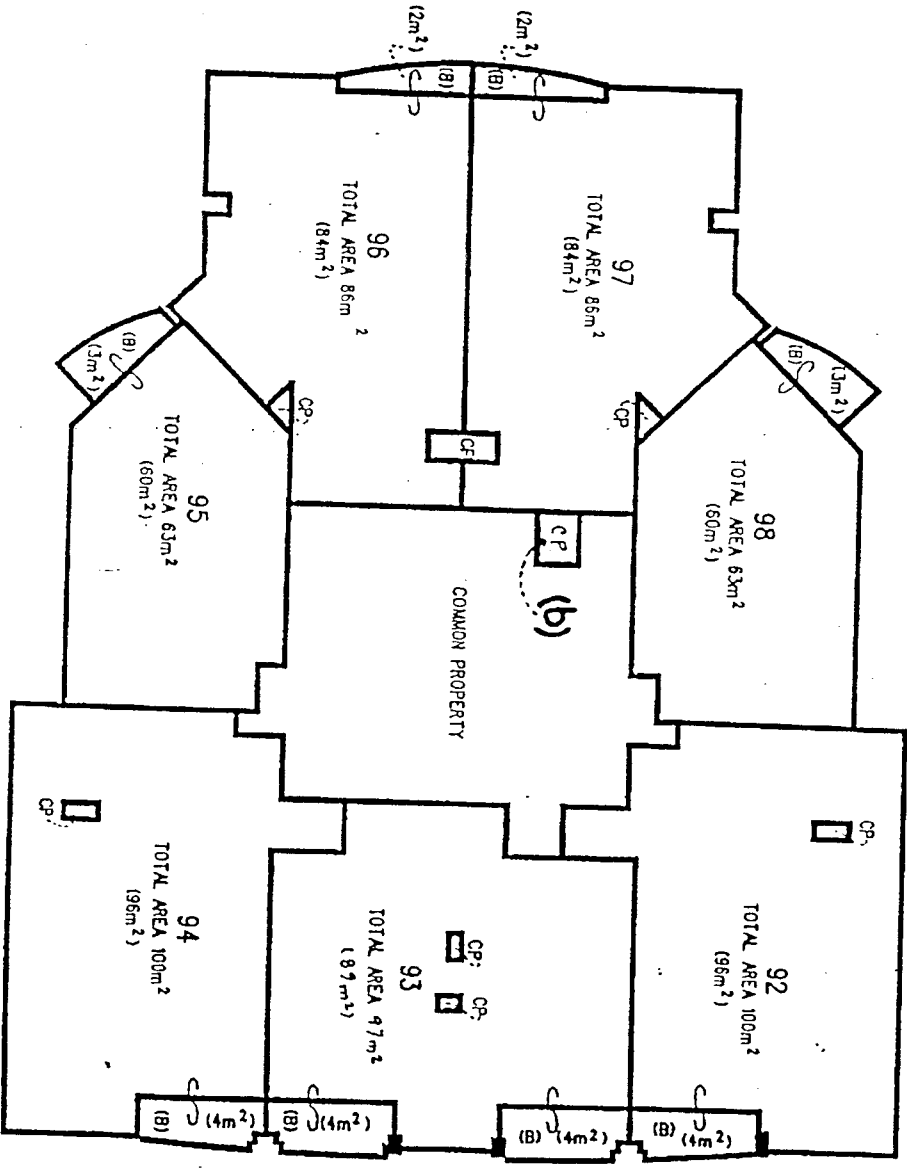 (2m²)
(2m²)
(B)
(B)
96
TOTAL AREA 86m²
(84m²)
97
TOTAL AREA 86m²
(84m²)
(B)
(3m²)
(B)
(3m²)
CP
CP
CP
95
TOTAL AREA 63m²
(60m²)
98
TOTAL AREA 63m²
(60m²)
CP
(b)
COMMON PROPERTY
CP
CP
94
TOTAL AREA 100m²
(96m²)
93
TOTAL AREA 97m²
(89m²)
CP
CP
92
TOTAL AREA 100m²
(96m²)
(B) (4m²)
(B) (4m²)
(B) (4m²)
(B) (4m²)